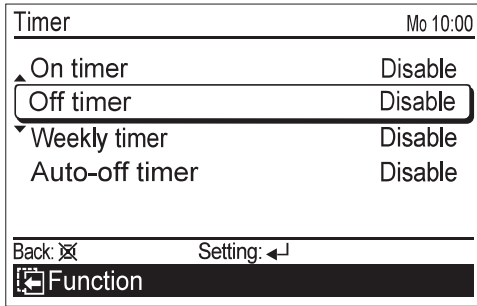 Timer Mo 10:00
On timer Disable
Off timer Disable
Weekly timer Disable
Auto-off timer Disable
Back: Setting:
Function